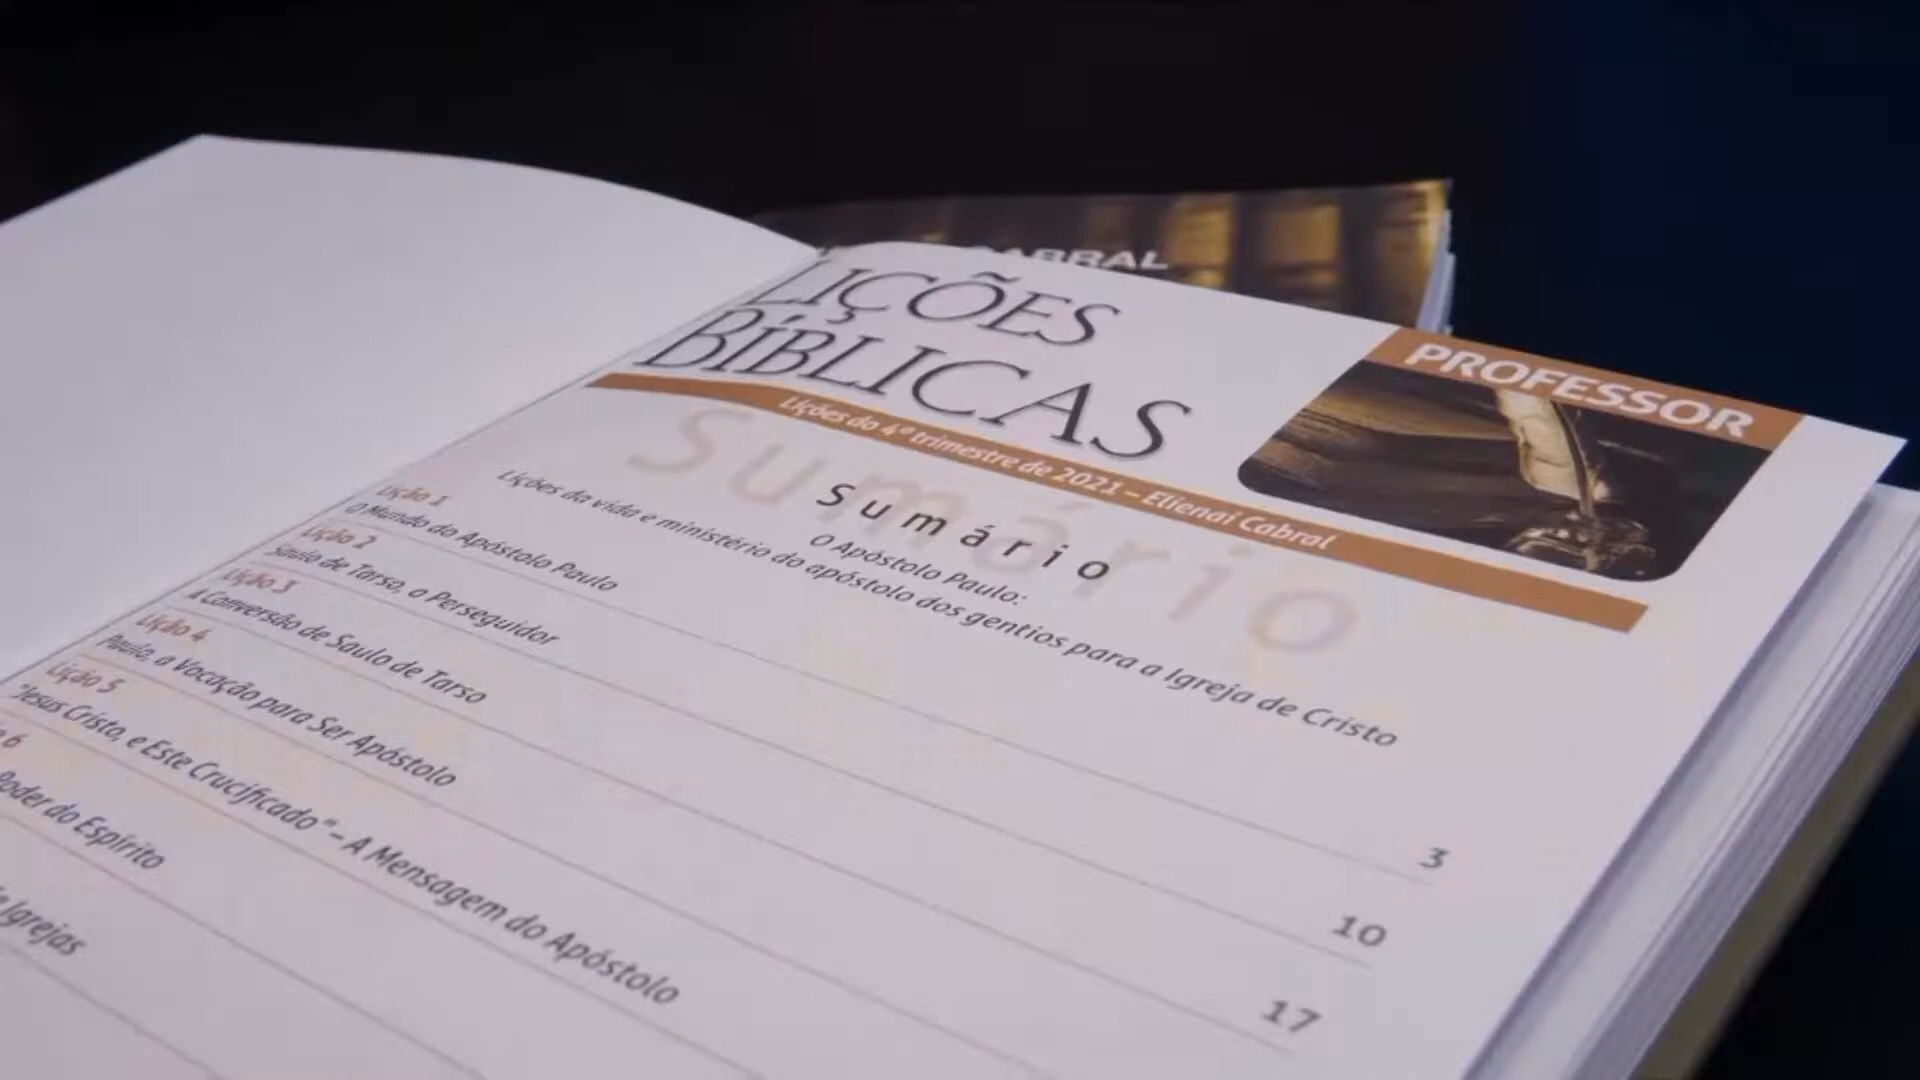 CABRAL
LIÇÕES
BÍBLICAS
PROFESSOR
Lições do 4º trimestre de 2021 – Elienai Cabral
Sumário
Sumário
O Apóstolo Paulo:
Lições da vida e ministério do apóstolo dos gentios para a Igreja de Cristo
Lição 1
O Mundo do Apóstolo Paulo 3
Lição 2
Saulo de Tarso, o Perseguidor 10
Lição 3
A Conversão de Saulo de Tarso 17
Lição 4
Paulo, a Vocação para Ser Apóstolo
Lição 5
"Jesus Cristo, e Este Crucificado" – A Mensagem do Apóstolo
6
Poder do Espírito
Igrejas